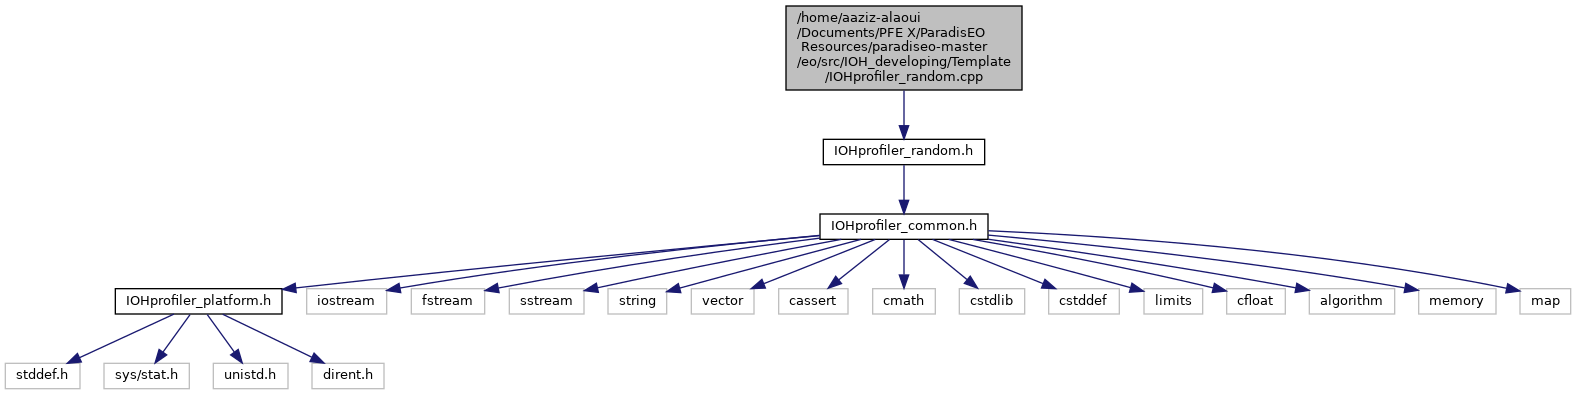 /home/aaziz-alaoui
/Documents/PFE X/ParadisEO
Resources/paradiseo-master
/eo/src/IOH_developing/Template
/IOHprofiler_random.cpp
IOHprofiler_random.h
IOHprofiler_common.h
IOHprofiler_platform.h
iostream
fstream
sstream
string
vector
cassert
cmath
cstdlib
cstddef
limits
cfloat
algorithm
memory
map
stddef.h
sys/stat.h
unistd.h
dirent.h